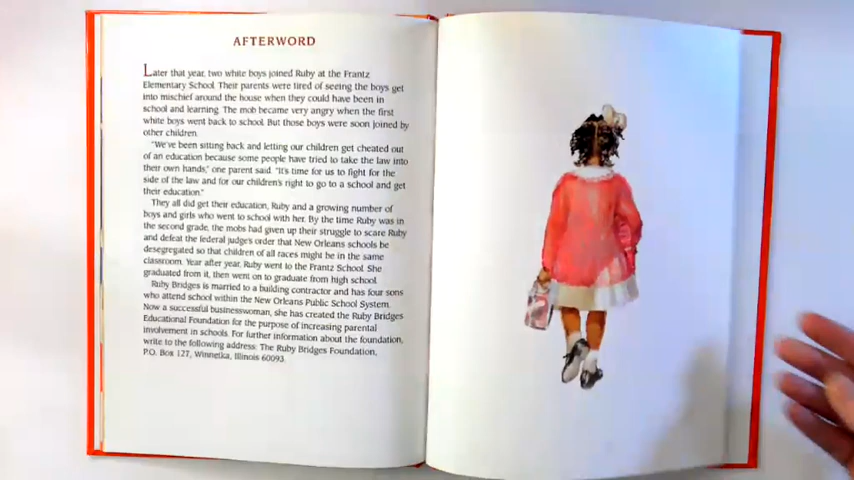 AFTERWORD
Later that year, two white boys joined Ruby at the Frantz
Elementary School. Their parents were tired of seeing the boys get
into mischief around the house when they could have been in
school and learning. The mob became very angry when the first
white boys went back to school. But those boys were soon joined by
other children.
"We've been sitting back and letting our children get cheated out
of an education because some people have tried to take the law into
their own hands," one parent said. "It's time for us to fight for the
side of the law and for our children's right to go to a school and get
their education."
They all did get their education, Ruby and a growing number of
boys and girls who went to school with her. By the time Ruby was in
the second grade, the mobs had given up their struggle to scare Ruby
and defeat the federal judge's order that New Orleans schools be
desegregated so that children of all races might be in the same
classroom. Year after year, Ruby went to the Frantz School. She
graduated from it, then went on to graduate from high school.
Ruby Bridges is married to a building contractor and has four sons
who attend school within the New Orleans Public School System.
Now a successful businesswoman, she has created the Ruby Bridges
Educational Foundation for the purpose of increasing parental
involvement in schools. For further information about the foundation,
write to the following address: The Ruby Bridges Foundation,
P.O. Box 127, Winnetka, Illinois 60093.